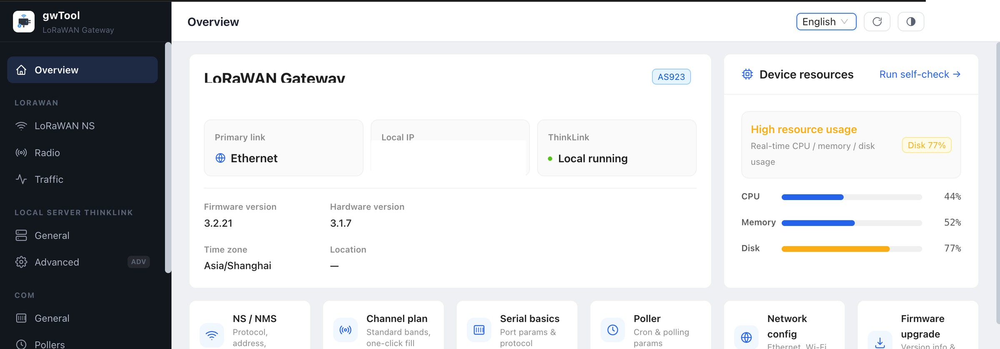 gwTool
LoRaWAN Gateway
Overview
English
Overview
LORAWAN
LoRaWAN NS
Radio
Traffic
LOCAL SERVER THINKLINK
General
Advanced
ADV
COM
General
Pollers
LoRaWAN Gateway
AS923
Primary link
Ethernet
Local IP
ThinkLink
Local running
Firmware version
3.2.21
Hardware version
3.1.7
Time zone
Asia/Shanghai
Location
—
Device resources
Run self-check →
High resource usage
Real-time CPU / memory / disk
usage
Disk 77%
CPU
44%
Memory
52%
Disk
77%
NS / NMS
Protocol,
address,
Channel plan
Standard bands,
one-click fill
Serial basics
Port params &
protocol
Poller
Cron & polling
params
Network
config
Ethernet, Wi-Fi
Firmware
upgrade
Version info &